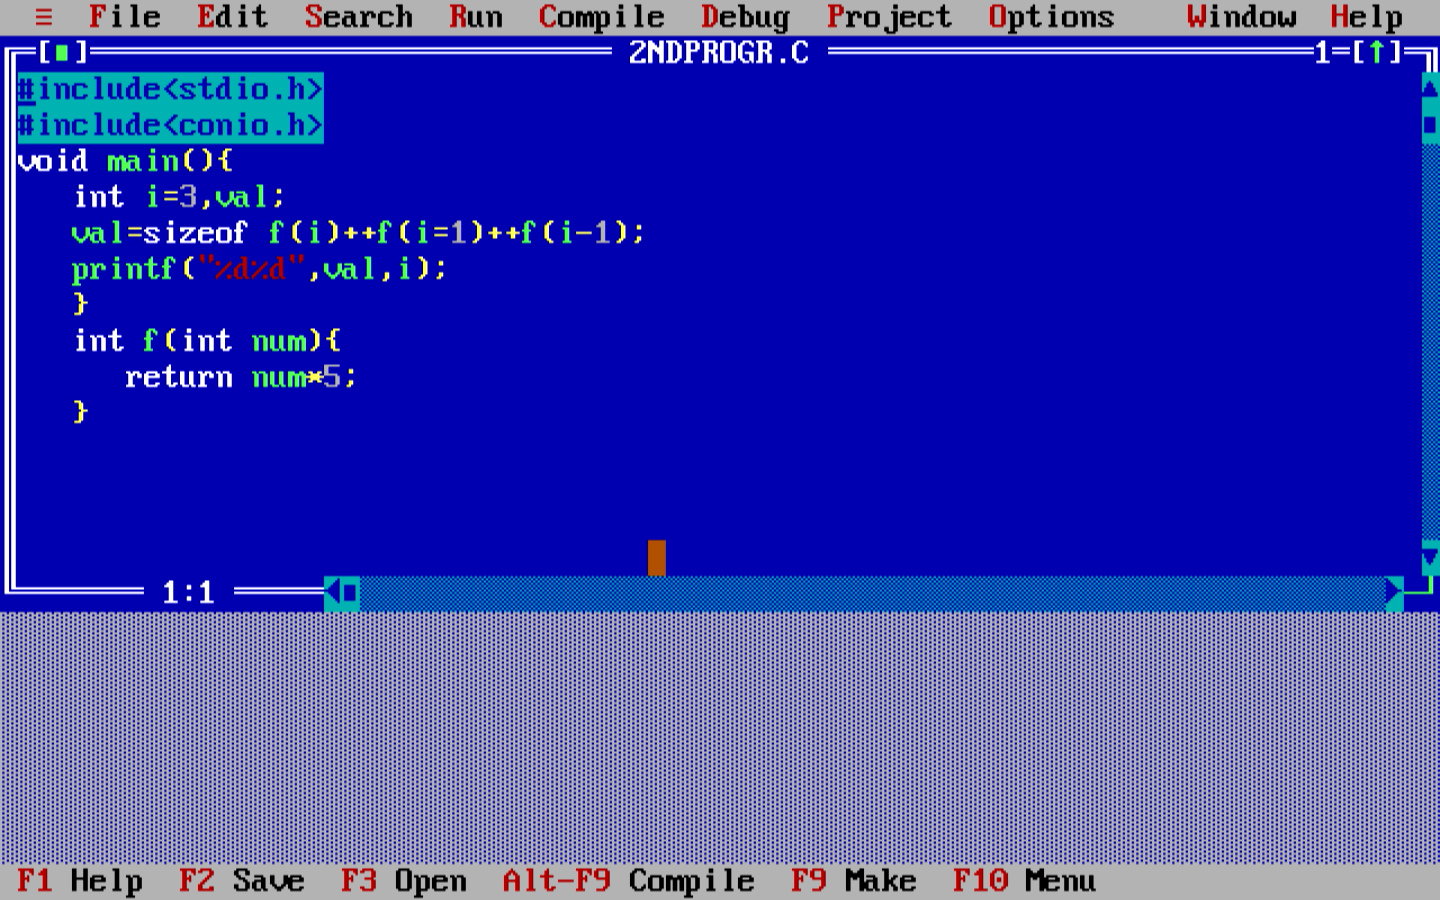 ≡ File Edit Search Run Compile Debug Project Options Window Help
[■] 2NDPROGR.C 1=[↑]
#include<stdio.h>
#include<conio.h>
void main(){
   int i=3,val;
   val=sizeof f(i)++f(i=1)++f(i-1);
   printf("%d%d",val,i);
   }
   int f(int num){
      return num*5;
   }
1:1
F1 Help F2 Save F3 Open Alt-F9 Compile F9 Make F10 Menu